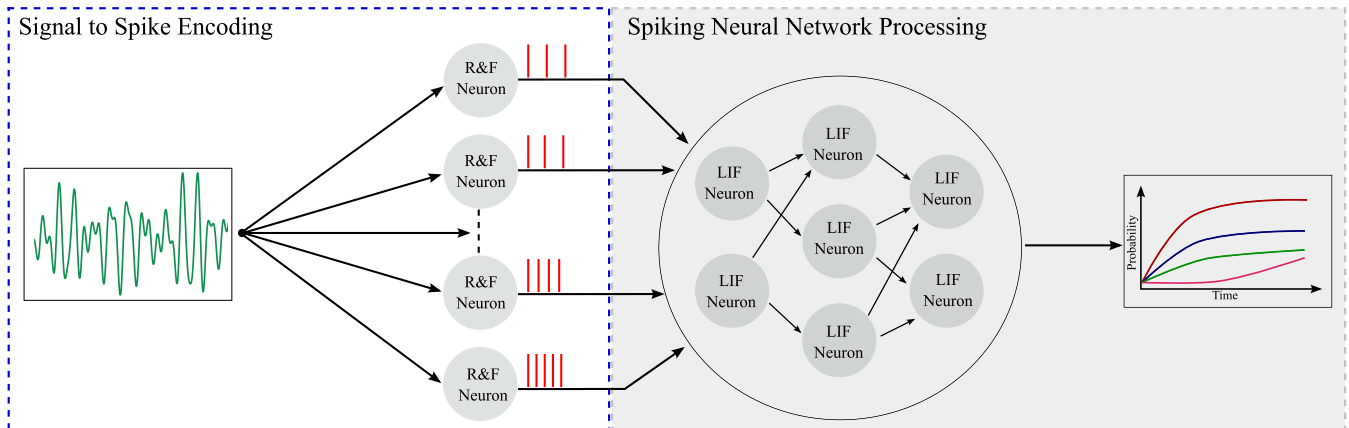 Signal to Spike Encoding
Spiking Neural Network Processing
R&F
Neuron
R&F
Neuron
R&F
Neuron
R&F
Neuron
LIF
Neuron
LIF
Neuron
LIF
Neuron
LIF
Neuron
LIF
Neuron
LIF
Neuron
LIF
Neuron
Probability
Time